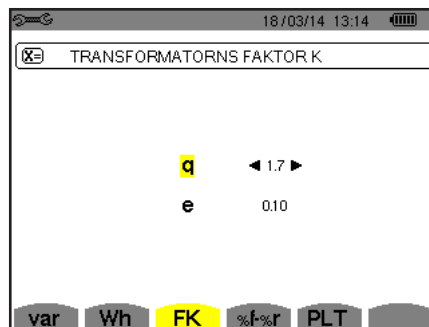 18/03/14 13:14
X= TRANSFORMATORNS FAKTOR K
q ◄ 1.7 ►
e 0.10
var Wh FK %f-%r PLT